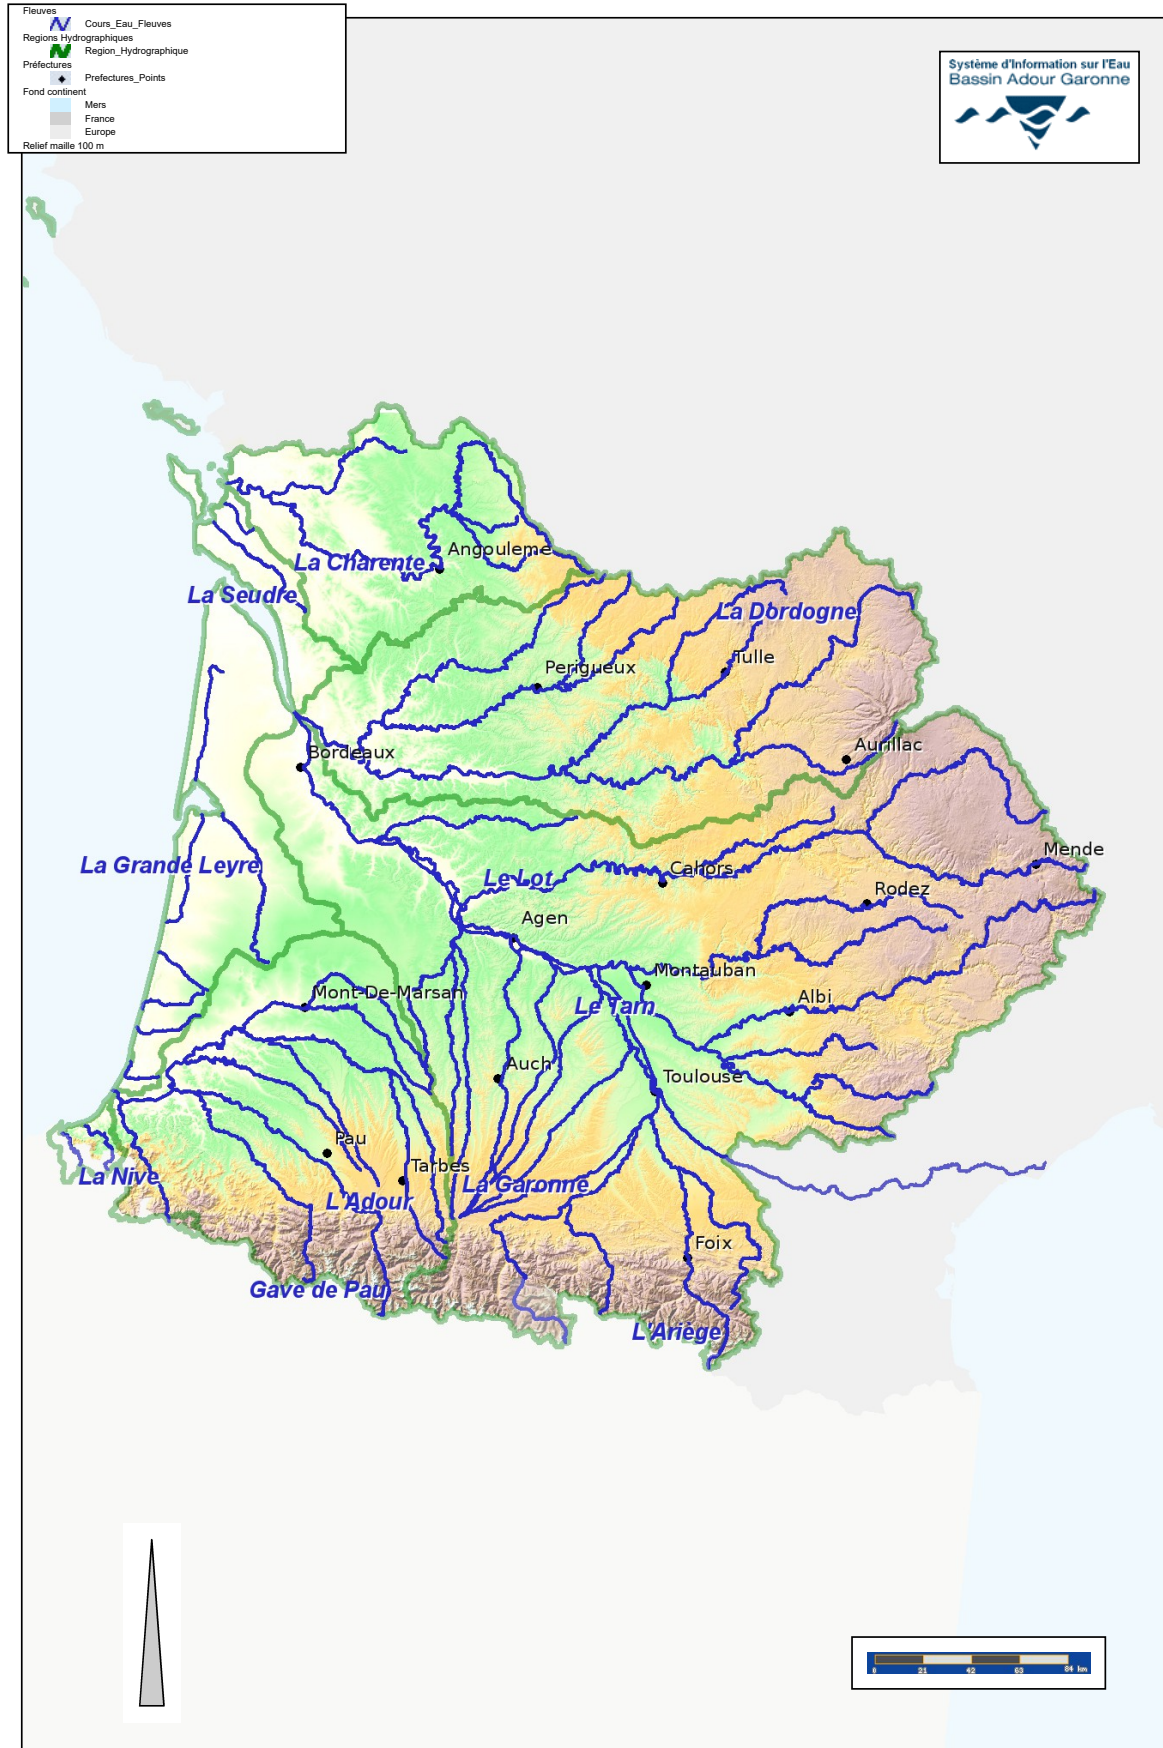 Fleuves
Cours_Eau_Fleuves
Regions Hydrographiques
Region_Hydrographique
Préfectures
Prefectures_Points
Fond continent
Mers
France
Europe
Relief maille 100 m
Système d'Information sur l'Eau
Bassin Adour Garonne
Angouleme
La Charente
La Seudre
La Dordogne
Perigueux
Tulle
Bordeaux
Aurillac
La Grande Leyre
Le Lot
Cahors
Mende
Rodez
Agen
Montauban
Mont-De-Marsan
Le Tarn
Albi
Auch
Toulouse
Pau
Tarbes
La Nive
L'Adour
La Garonne
Foix
Gave de Pau
L'Ariège
0 21 42 63 84 km